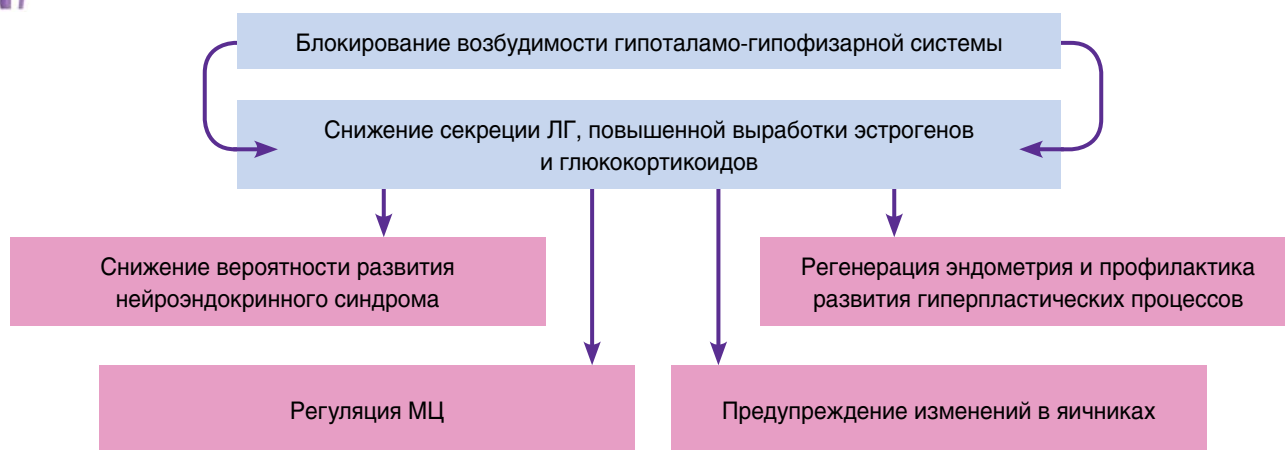 Блокирование возбудимости гипоталамо-гипофизарной системы
Снижение секреции ЛГ, повышенной выработки эстрогенов
и глюкокортикоидов
Снижение вероятности развития
нейроэндокринного синдрома
Регенерация эндометрия и профилактика
развития гиперпластических процессов
Регуляция МЦ
Предупреждение изменений в яичниках